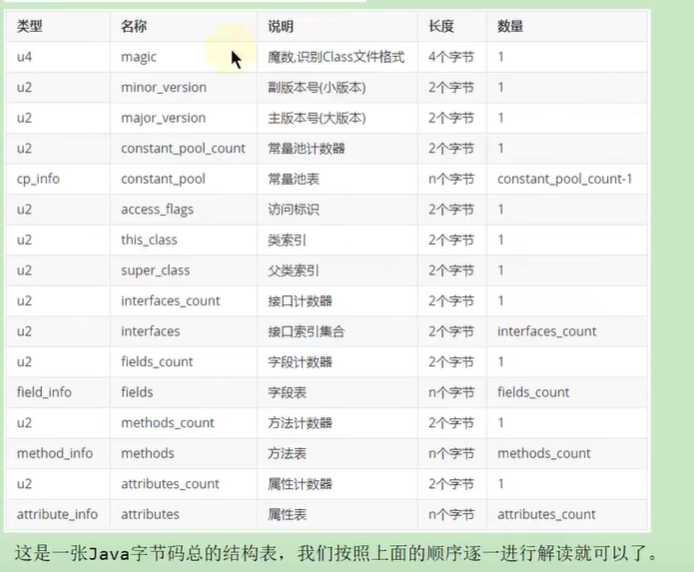 类型 名称 说明 长度 数量
u4 magic 魔数,识别Class文件格式 4个字节 1
u2 minor_version 副版本号(小版本) 2个字节 1
u2 major_version 主版本号(大版本) 2个字节 1
u2 constant_pool_count 常量池计数器 2个字节 1
cp_info constant_pool 常量池表 n个字节 constant_pool_count-1
u2 access_flags 访问标识 2个字节 1
u2 this_class 类索引 2个字节 1
u2 super_class 父类索引 2个字节 1
u2 interfaces_count 接口计数器 2个字节 1
u2 interfaces 接口索引集合 2个字节 interfaces_count
u2 fields_count 字段计数器 2个字节 1
field_info fields 字段表 n个字节 fields_count
u2 methods_count 方法计数器 2个字节 1
method_info methods 方法表 n个字节 methods_count
u2 attributes_count 属性计数器 2个字节 1
attribute_info attributes 属性表 n个字节 attributes_count
这是一张Java字节码总的结构表，我们按照上面的顺序逐一进行解读就可以了。